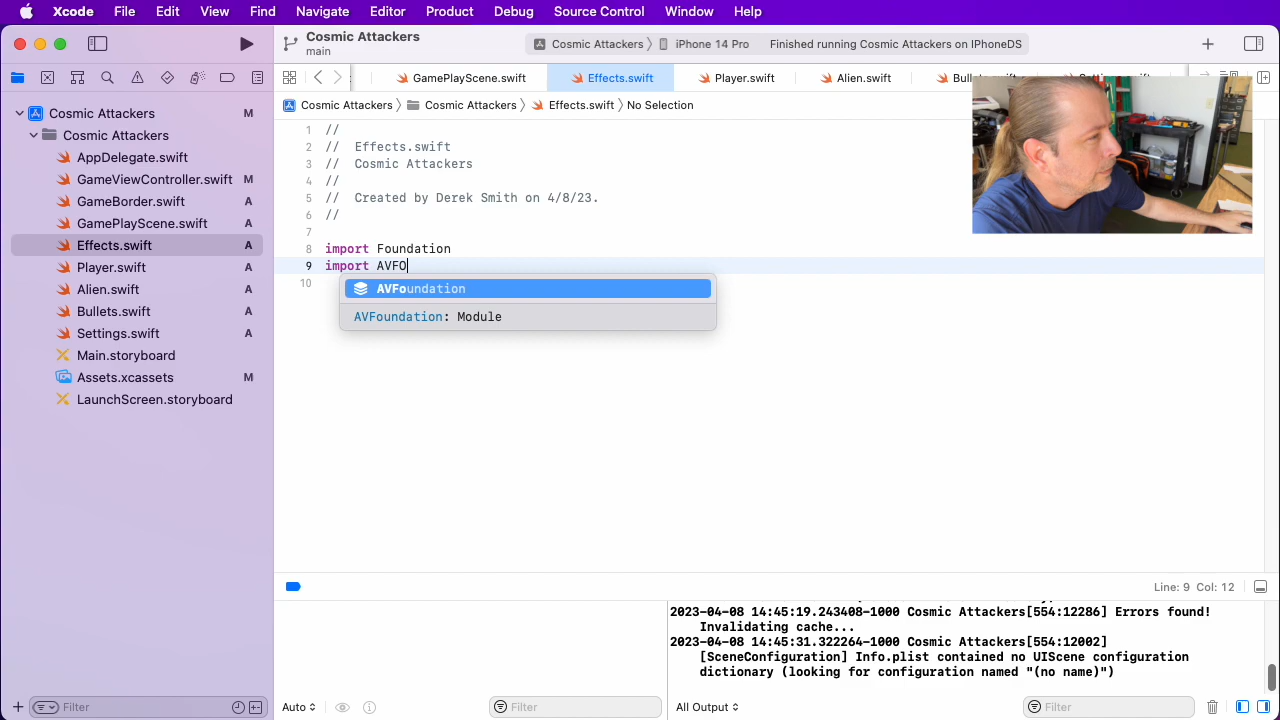 Xcode File Edit View Find Navigate Editor Product Debug Source Control Window Help
Cosmic Attackers
main
Cosmic Attackers iPhone 14 Pro Finished running Cosmic Attackers on IPhoneDS
GamePlayScene.swift Effects.swift Player.swift Alien.swift
Cosmic Attackers Cosmic Attackers Effects.swift No Selection
Cosmic Attackers M
Cosmic Attackers
AppDelegate.swift
GameViewController.swift M
GameBorder.swift A
GamePlayScene.swift A
Effects.swift A
Player.swift A
Alien.swift A
Bullets.swift A
Settings.swift A
Main.storyboard
Assets.xcassets M
LaunchScreen.storyboard
1 //
2 // Effects.swift
3 // Cosmic Attackers
4 //
5 // Created by Derek Smith on 4/8/23.
6 //
7
8 import Foundation
9 import AVFO
10
AVFoundation
AVFoundation: Module
Line: 9 Col: 12
2023-04-08 14:45:19.243408-1000 Cosmic Attackers[554:12286] Errors found!
Invalidating cache...
2023-04-08 14:45:31.322264-1000 Cosmic Attackers[554:12002]
[SceneConfiguration] Info.plist contained no UIScene configuration
dictionary (looking for configuration named "(no name)")
Filter
Auto
Filter
All Output
Filter